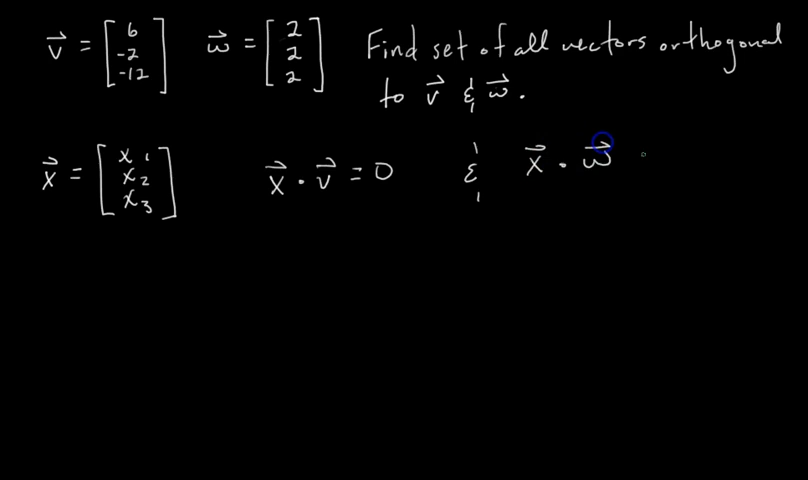 v⃗ = [6 -2 -12] w⃗ = [2 2 2] Find set of all vectors orthogonal
to v⃗ & w⃗.
x⃗ = [x₁ x₂ x₃] x⃗ · v⃗ = 0 & x⃗ · w⃗